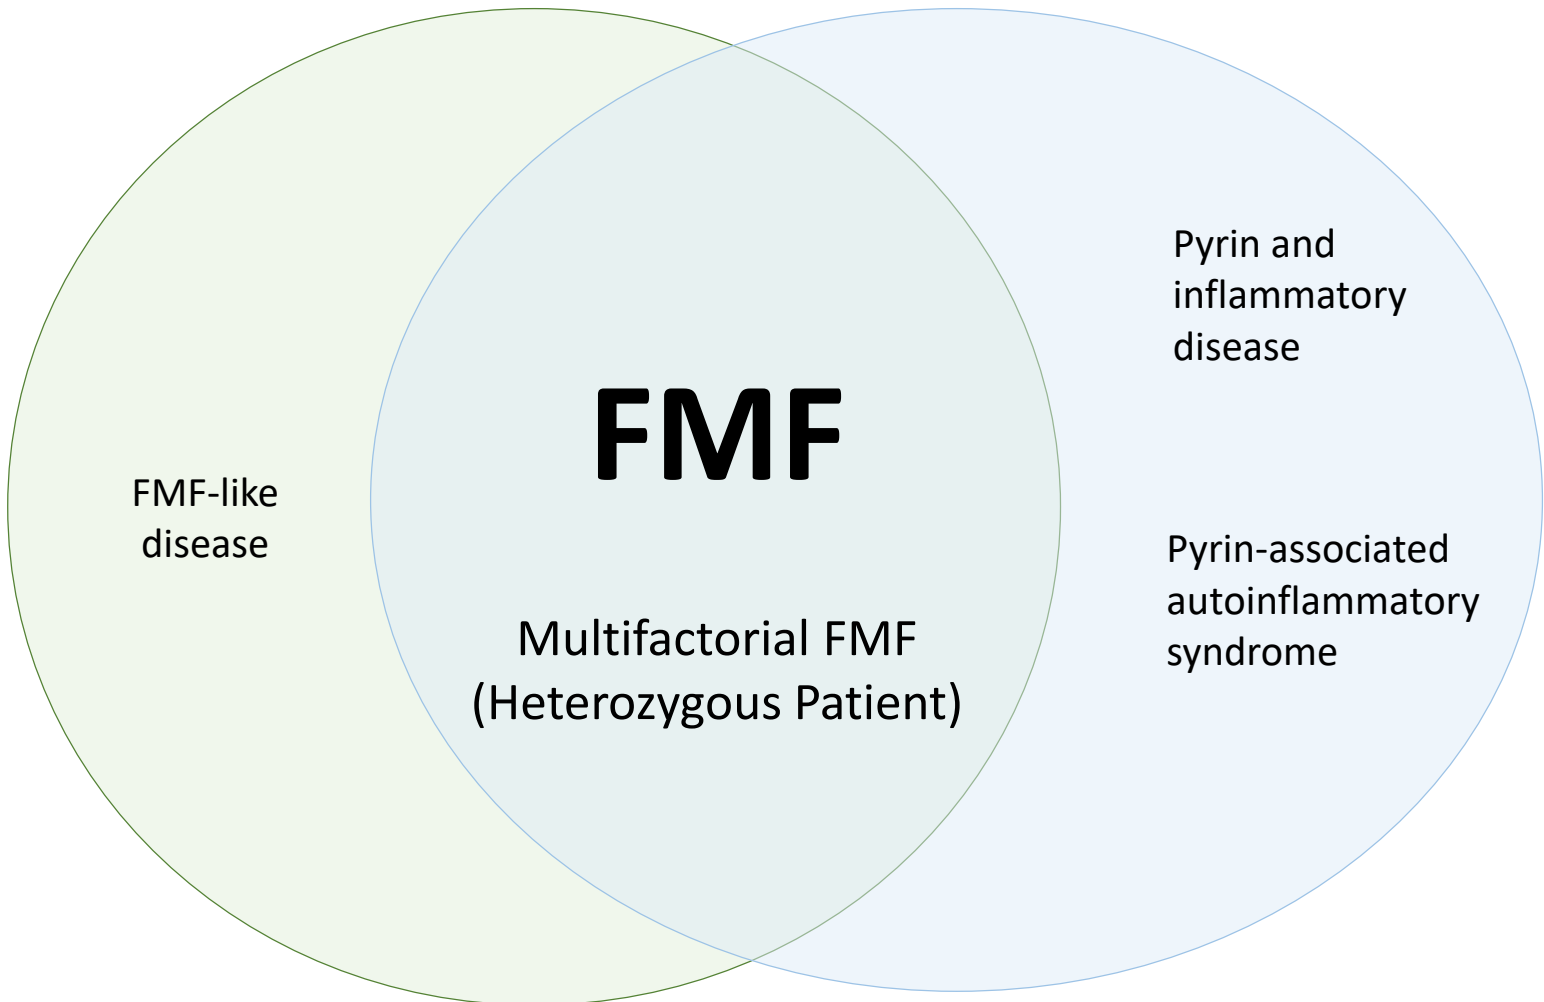 FMF-like
disease
FMF
Multifactorial FMF
(Heterozygous Patient)
Pyrin and
inflammatory
disease
Pyrin-associated
autoinflammatory
syndrome